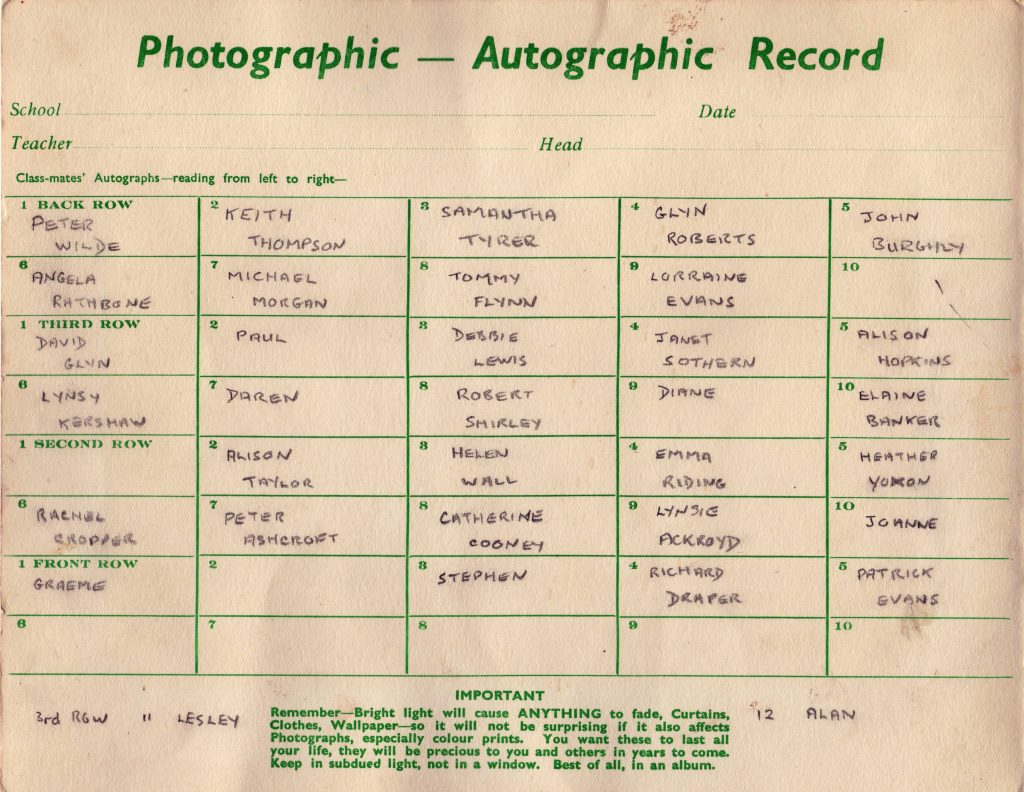 Photographic — Autographic Record
School
Date
Teacher
Head
Class-mates' Autographs—reading from left to right—
1 BACK ROW
PETER
WILDE
2 KEITH
THOMPSON
3 SAMANTHA
TYRER
4 GLYN
ROBERTS
5 JOHN
BURGHLY
6 ANGELA
RATHBONE
7 MICHAEL
MORGAN
8 TOMMY
FLYNN
9 LORRAINE
EVANS
10
1 THIRD ROW
DAVID
GLYN
2 PAUL
3 DEBBIE
LEWIS
4 JANET
SOTHERN
5 ALISON
HOPKINS
6 LYNSY
KERSHAW
7 DAREN
8 ROBERT
SHIRLEY
9 DIANE
10 ELAINE
BANKER
1 SECOND ROW
2 ALISON
TAYLOR
3 HELEN
WALL
4 EMMA
RIDING
5 HEATHER
6 RACHEL
CROPPER
7 PETER
ASHCROFT
8 CATHERINE
COONEY
9 LYNSIE
ACKROYD
10 JOANNE
1 FRONT ROW
GRAEME
2
3 STEPHEN
4 RICHARD
DRAPER
5 PATRICK
EVANS
6
7
8
9
10
IMPORTANT
3rd ROW 11 LESLEY
12 ALAN
Remember—Bright light will cause ANYTHING to fade, Curtains,
Clothes, Wallpaper—so it will not be surprising if it also affects
Photographs, especially colour prints. You want these to last all
your life, they will be precious to you and others in years to come.
Keep in subdued light, not in a window. Best of all, in an album.